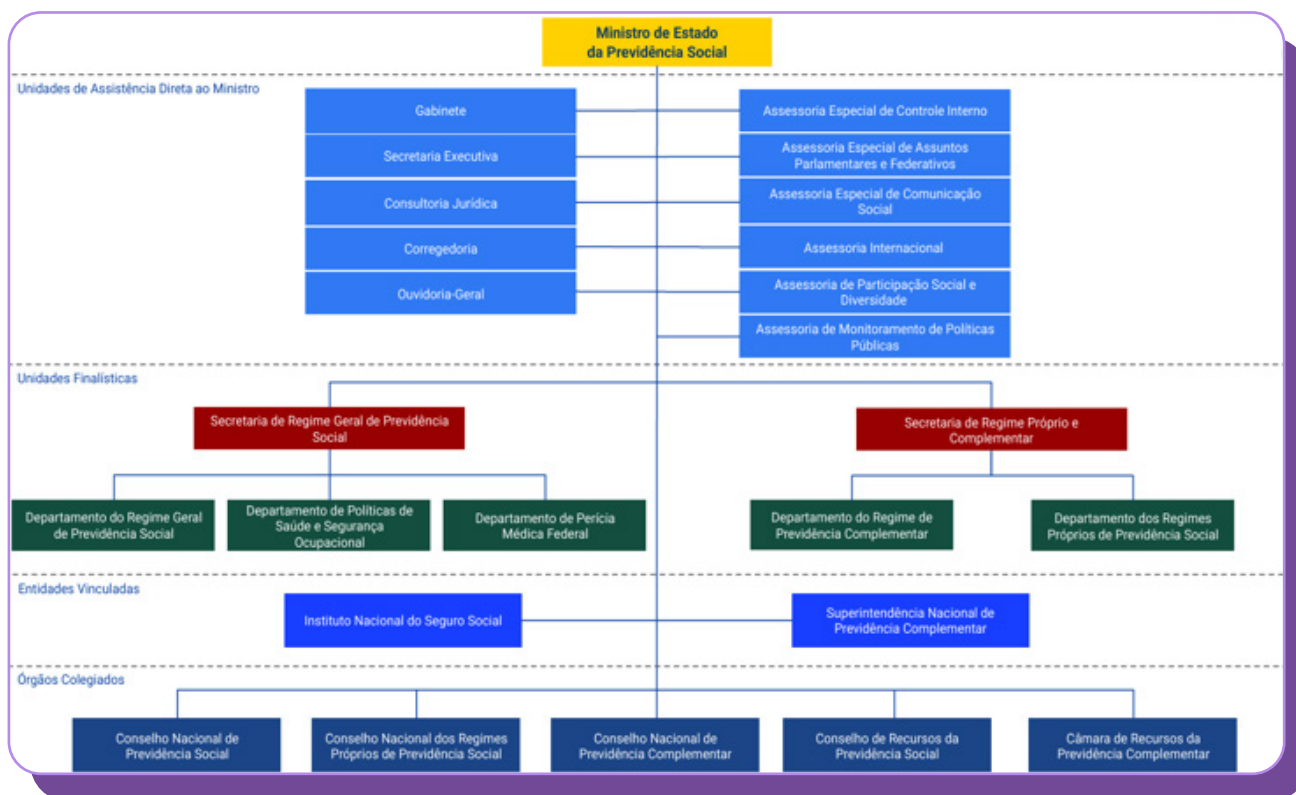 Ministro de Estado
da Previdência Social
Unidades de Assistência Direta ao Ministro
Gabinete
Assessoria Especial de Controle Interno
Secretaria Executiva
Assessoria Especial de Assuntos
Parlamentares e Federativos
Consultoria Jurídica
Assessoria Especial de Comunicação
Social
Corregedoria
Assessoria Internacional
Ouvidoria-Geral
Assessoria de Participação Social e
Diversidade
Assessoria de Monitoramento de Políticas
Públicas
Unidades Finalísticas
Secretaria de Regime Geral de Previdência
Social
Secretaria de Regime Próprio e
Complementar
Departamento do Regime Geral
de Previdência Social
Departamento de Políticas de
Saúde e Segurança
Ocupacional
Departamento de Perícia
Médica Federal
Departamento do Regime de
Previdência Complementar
Departamento dos Regimes
Próprios de Previdência Social
Entidades Vinculadas
Instituto Nacional do Seguro Social
Superintendência Nacional de
Previdência Complementar
Órgãos Colegiados
Conselho Nacional de
Previdência Social
Conselho Nacional dos Regimes
Próprios de Previdência Social
Conselho Nacional de
Previdência Complementar
Conselho de Recursos da
Previdência Social
Câmara de Recursos da
Previdência Complementar